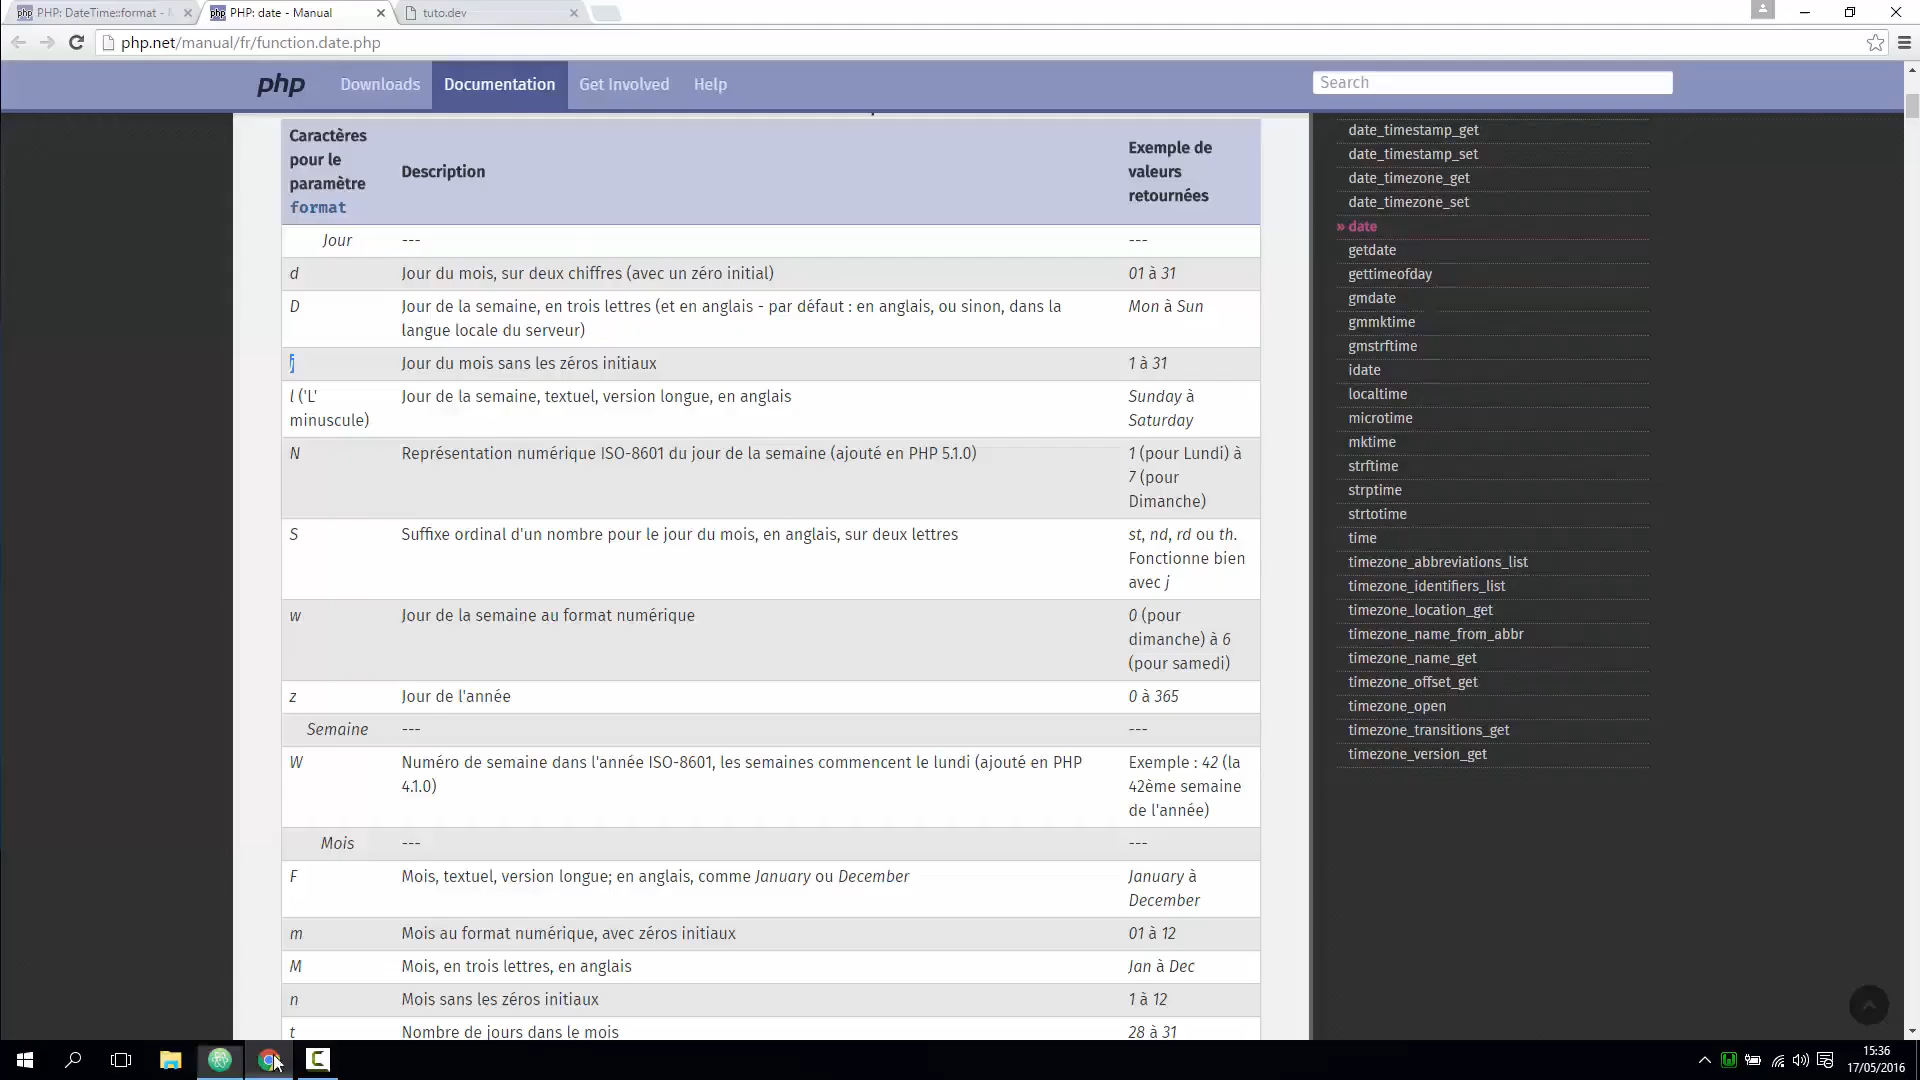 PHP: DateTime::format - M
PHP: date - Manual
tuto.dev
php.net/manual/fr/function.date.php
php
Downloads
Documentation
Get Involved
Help
Search
Caractères
pour le
paramètre
format
Description
Exemple de
valeurs
retournées
Jour --- ---
d Jour du mois, sur deux chiffres (avec un zéro initial) 01 à 31
D Jour de la semaine, en trois lettres (et en anglais - par défaut : en anglais, ou sinon, dans la Mon à Sun
langue locale du serveur)
j Jour du mois sans les zéros initiaux 1 à 31
l ('L' Jour de la semaine, textuel, version longue, en anglais Sunday à
minuscule) Saturday
N Représentation numérique ISO-8601 du jour de la semaine (ajouté en PHP 5.1.0) 1 (pour Lundi) à
7 (pour
Dimanche)
S Suffixe ordinal d'un nombre pour le jour du mois, en anglais, sur deux lettres st, nd, rd ou th.
Fonctionne bien
avec j
w Jour de la semaine au format numérique 0 (pour
dimanche) à 6
(pour samedi)
z Jour de l'année 0 à 365
Semaine --- ---
W Numéro de semaine dans l'année ISO-8601, les semaines commencent le lundi (ajouté en PHP Exemple : 42 (la
4.1.0) 42ème semaine
de l'année)
Mois --- ---
F Mois, textuel, version longue; en anglais, comme January ou December January à
December
m Mois au format numérique, avec zéros initiaux 01 à 12
M Mois, en trois lettres, en anglais Jan à Dec
n Mois sans les zéros initiaux 1 à 12
t Nombre de jours dans le mois 28 à 31
date_timestamp_get
date_timestamp_set
date_timezone_get
date_timezone_set
» date
getdate
gettimeofday
gmdate
gmmktime
gmstrftime
idate
localtime
microtime
mktime
strftime
strptime
strtotime
time
timezone_abbreviations_list
timezone_identifiers_list
timezone_location_get
timezone_name_from_abbr
timezone_name_get
timezone_offset_get
timezone_open
timezone_transitions_get
timezone_version_get
15:36
17/05/2016